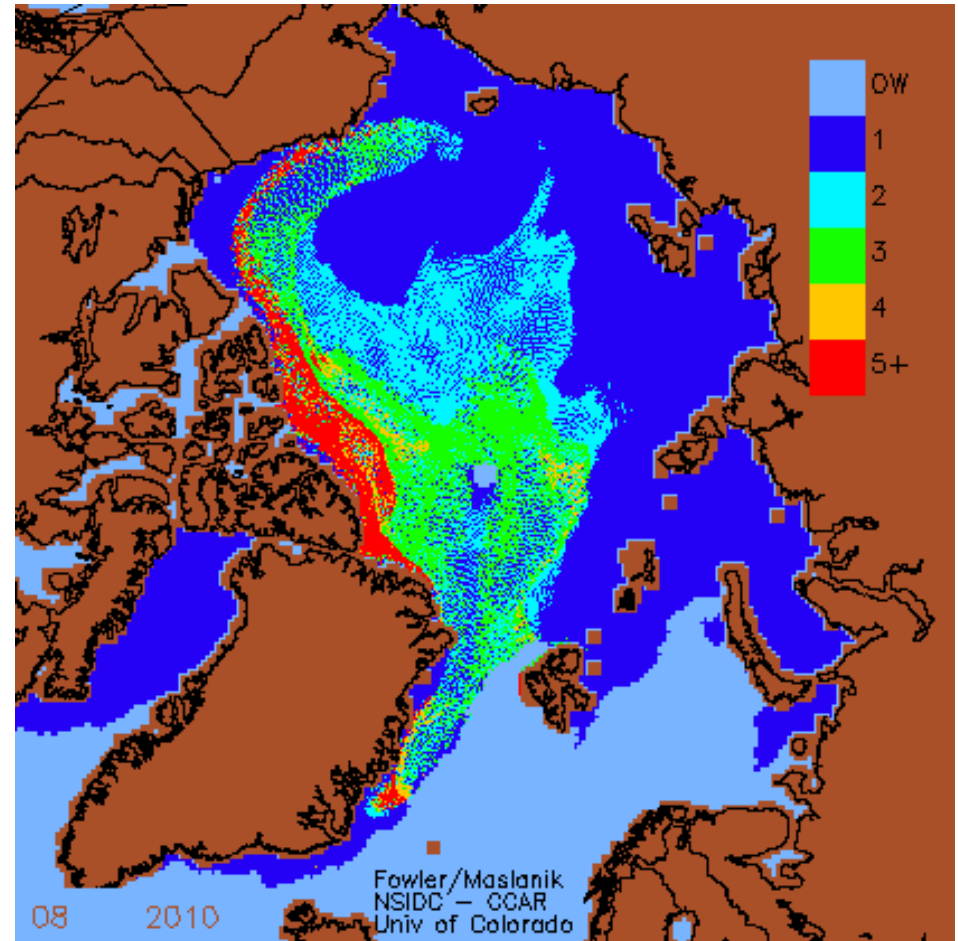 OW
1
2
3
4
5+
Fowler/Maslanik
NSIDC – CCAR
Univ of Colorado
08 2010